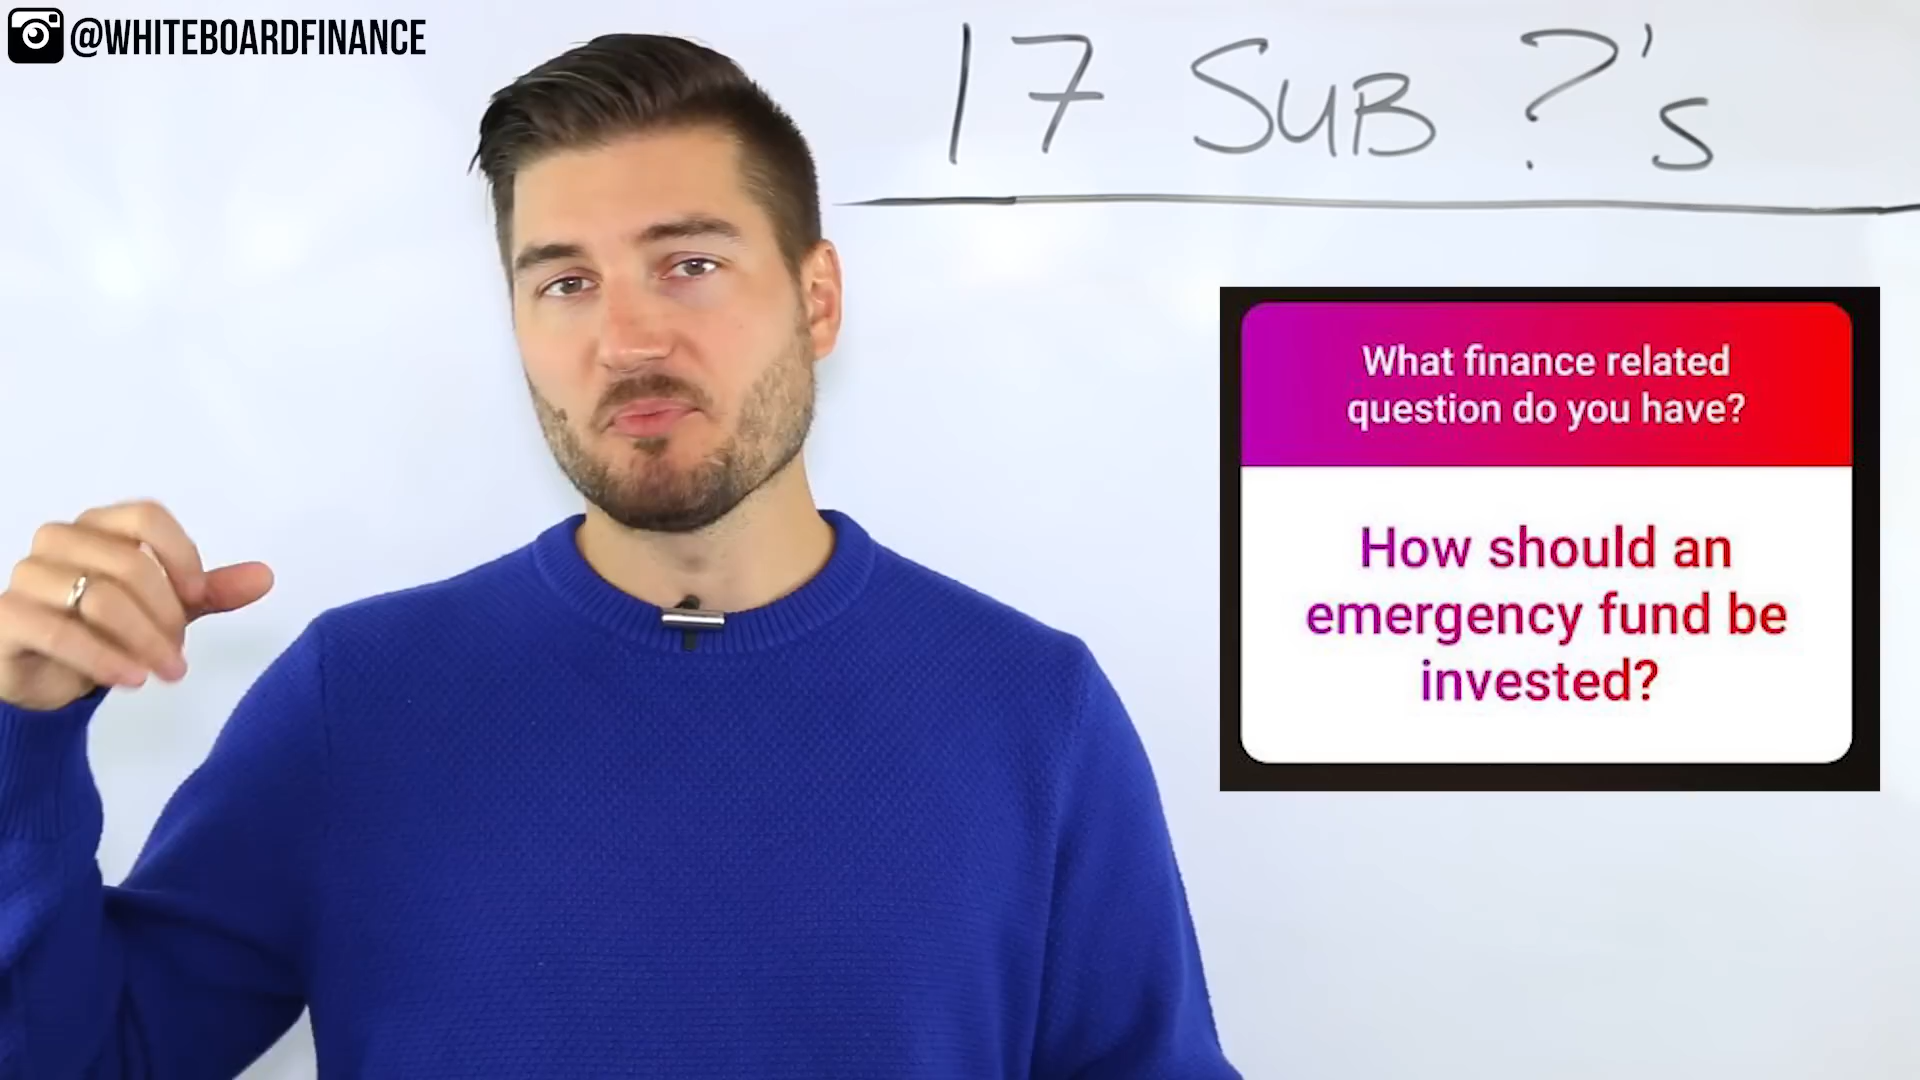 @WHITEBOARDFINANCE
17 SUB ?'s
What finance related
question do you have?
How should an
emergency fund be
invested?